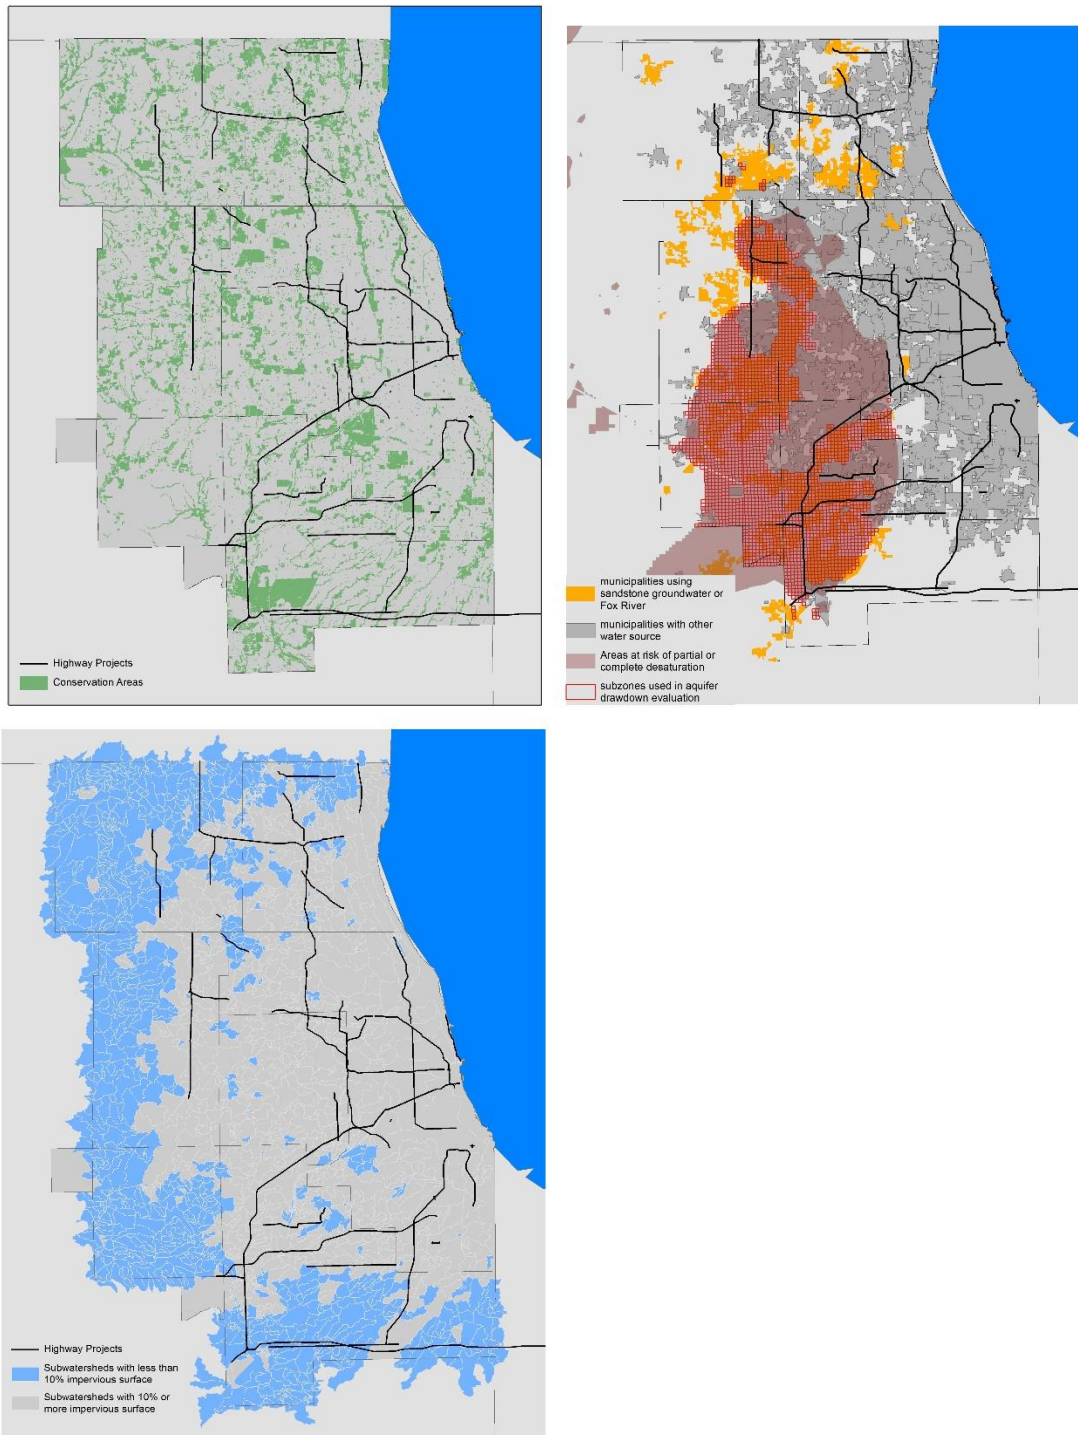 Highway Projects
Conservation Areas
municipalities using
sandstone groundwater or
Fox River
municipalities with other
water source
Areas at risk of partial or
complete desaturation
subzones used in aquifer
drawdown evaluation
Highway Projects
Subwatersheds with less than
10% impervious surface
Subwatersheds with 10% or
more impervious surface